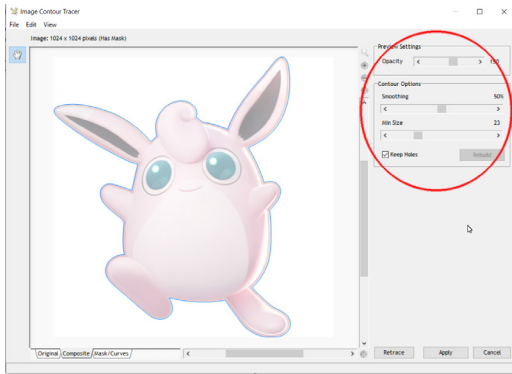 Image Contour Tracer
File Edit View
Image: 1024 x 1024 pixels (Has Mask)
Preview Settings
Opacity < > 150
Contour Options
Smoothing 50%
< >
Min Size 23
< >
Keep Holes Rebuild
Original Composite Mask/Curves < >
Retrace Apply Cancel